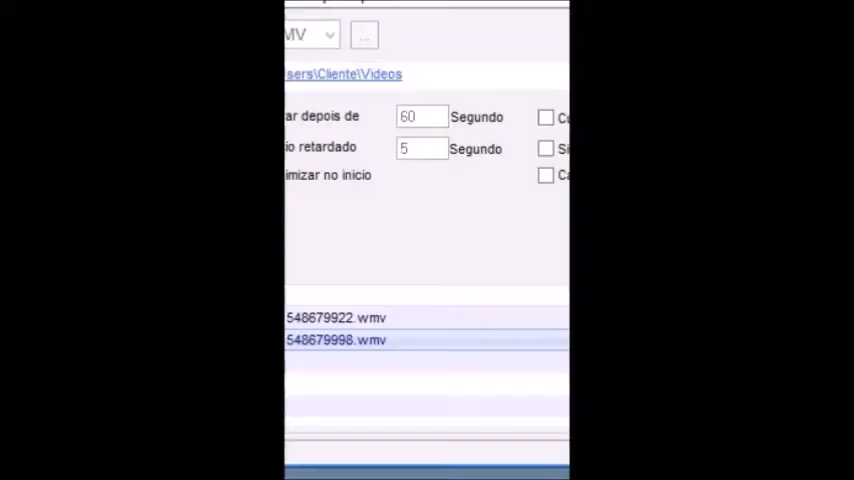 MV ...
sers\Cliente\Videos
ar depois de 60 Segundo
io retardado 5 Segundo
imizar no inicio
548679922.wmv
548679998.wmv